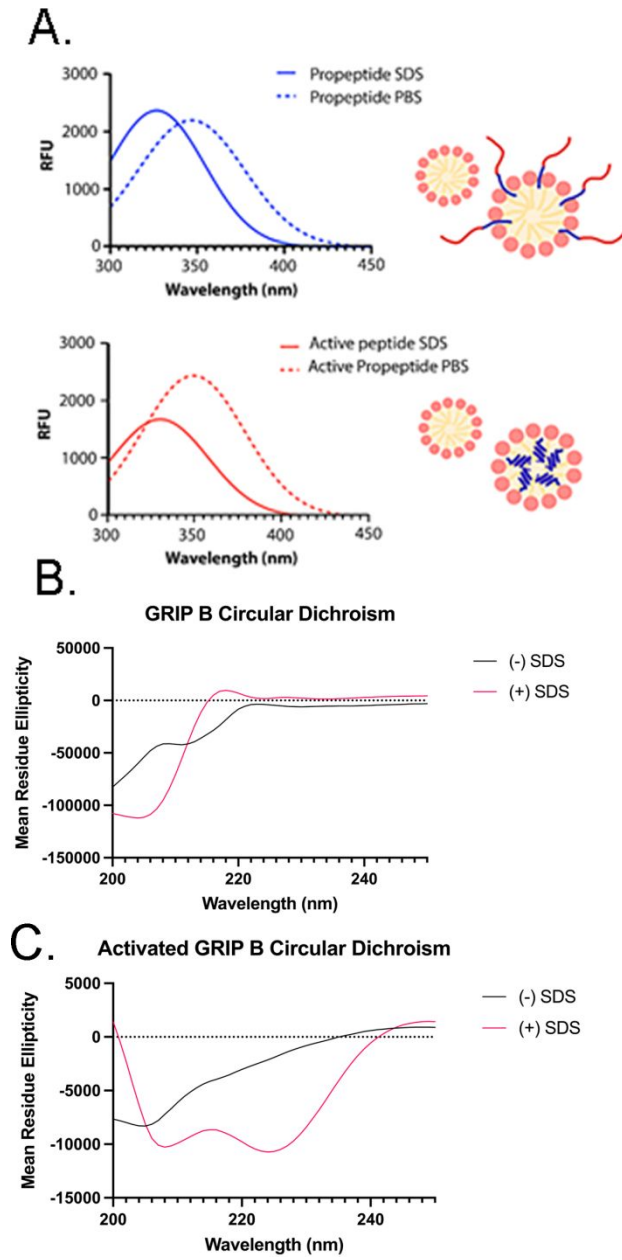 A.
3000
2000
1000
0
RFU
300
350
400
450
Wavelength (nm)
Propeptide SDS
Propeptide PBS
3000
2000
1000
0
RFU
300
350
400
450
Wavelength (nm)
Active peptide SDS
Active Propeptide PBS
B.
GRIP B Circular Dichroism
50000
0
-50000
-100000
-150000
Mean Residue Ellipticity
200
220
240
Wavelength (nm)
(-) SDS
(+) SDS
C.
Activated GRIP B Circular Dichroism
5000
0
-5000
-10000
-15000
Mean Residue Ellipticity
200
220
240
Wavelength (nm)
(-) SDS
(+) SDS